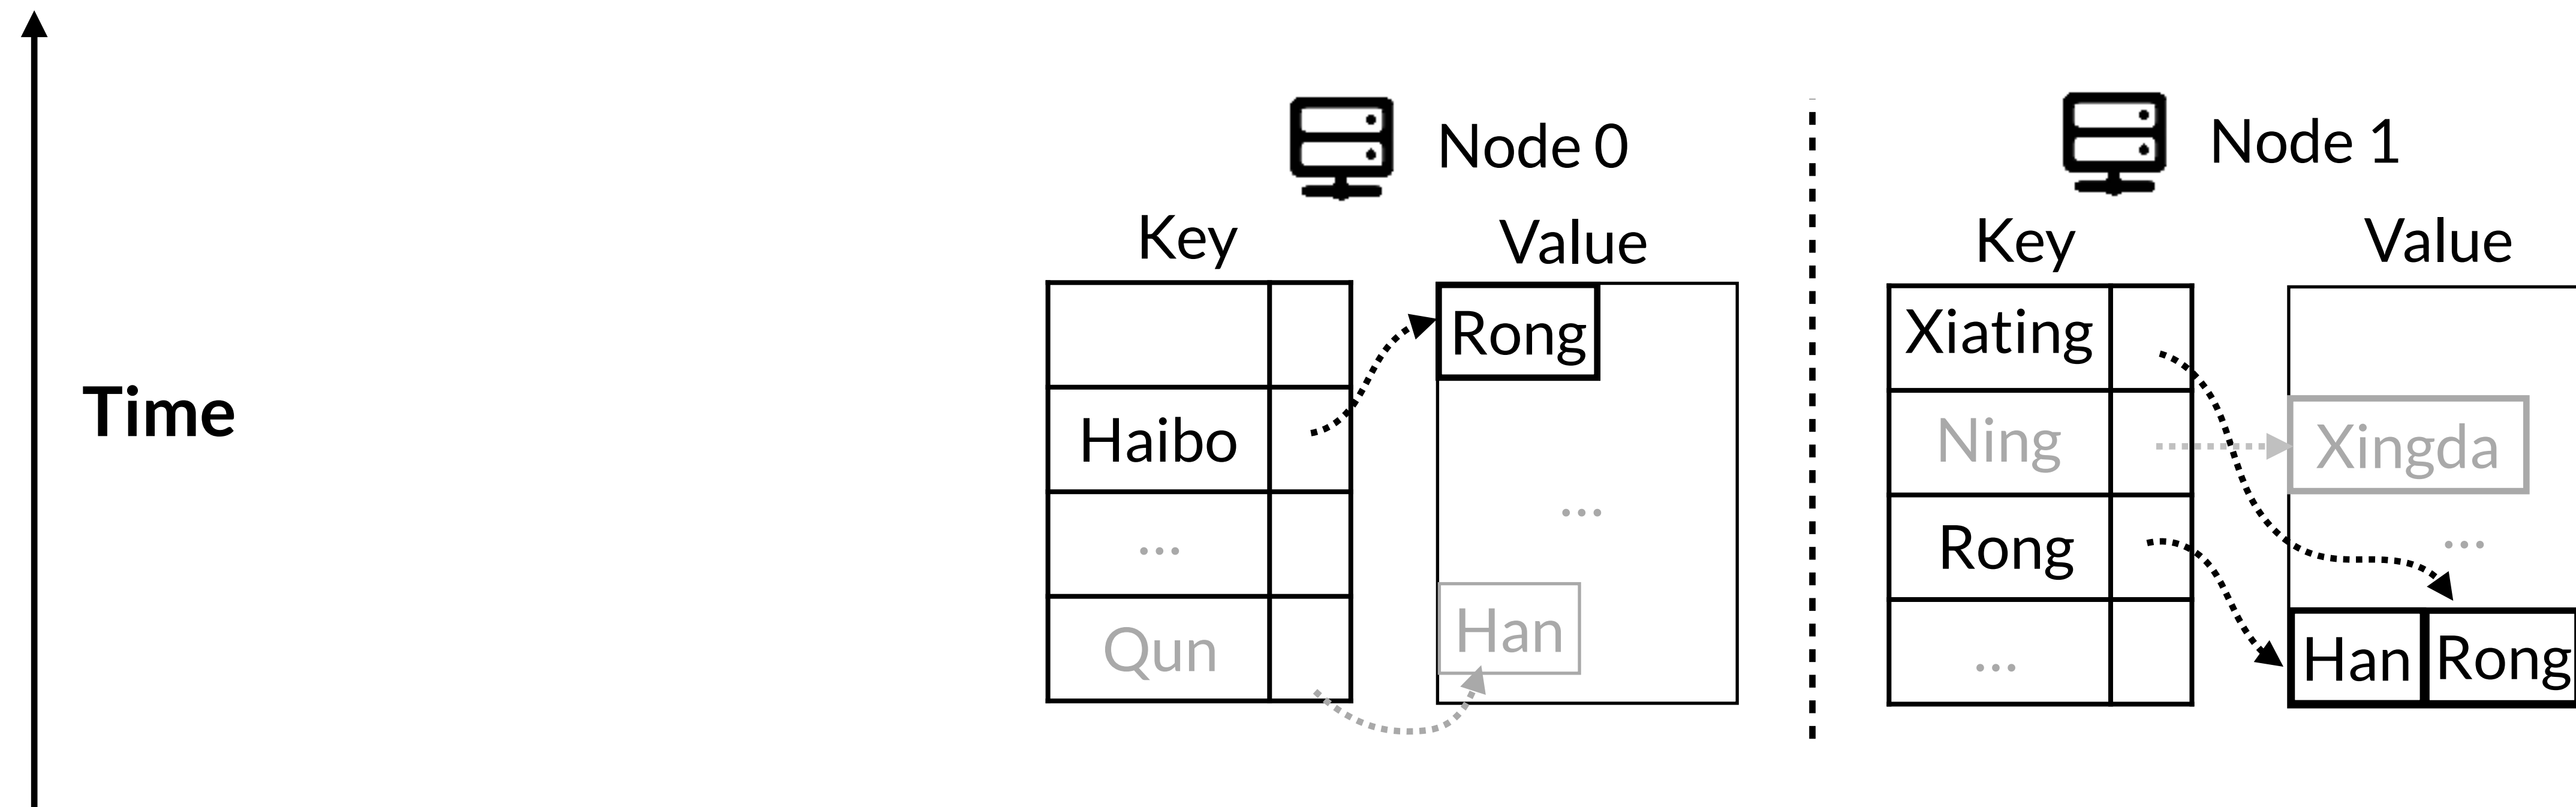 Time
Node 0
Key
Value
Haibo
...
Qun
Rong
...
Han
Node 1
Key
Value
Xiating
Ning
Rong
...
Xingda
...
Han
Rong